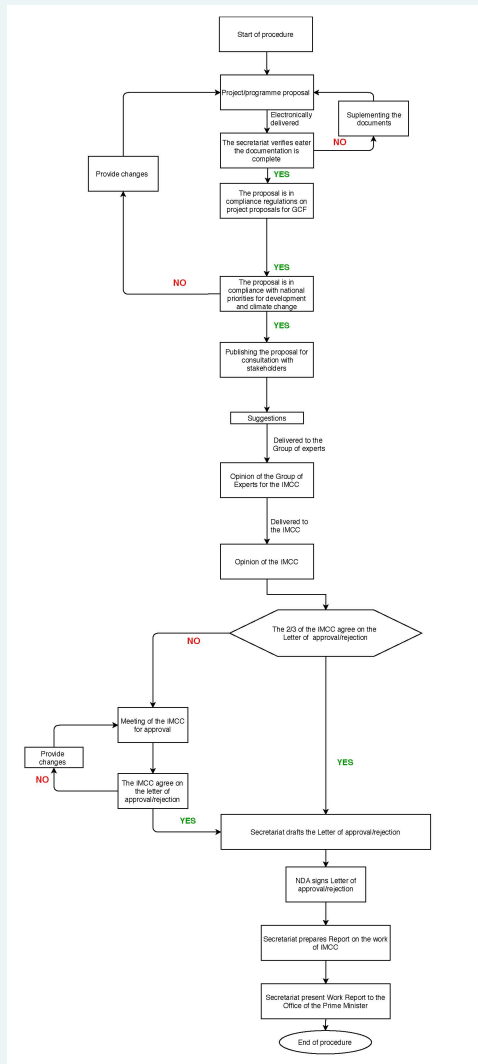 Start of procedure
Project/programme proposal
Electronically
delivered
Suplementing the
documents
The secretariat verifies eater
the documentation is
complete
NO
YES
Provide changes
The proposal is in
compliance regulations on
project proposals for GCF
YES
NO
The proposal is in
compliance with national
priorities for development
and climate change
YES
Publishing the proposal for
consultation with
stakeholders
Suggestions
Delivered to the
Group of experts
Opinion of the Group of
Experts for the IMCC
Delivered to
the IMCC
Opinion of the IMCC
The 2/3 of the IMCC agree on the
Letter of approval/rejection
NO
Meeting of the IMCC
for approval
Provide
changes
NO
The IMCC agree on
the letter of
approval/rejection
YES
YES
Secretariat drafts the Letter of approval/rejection
NDA signs Letter of
approval/rejection
Secretariat prepares Report on the work
of IMCC
Secretariat present Work Report to the
Office of the Prime Minister
End of procedure